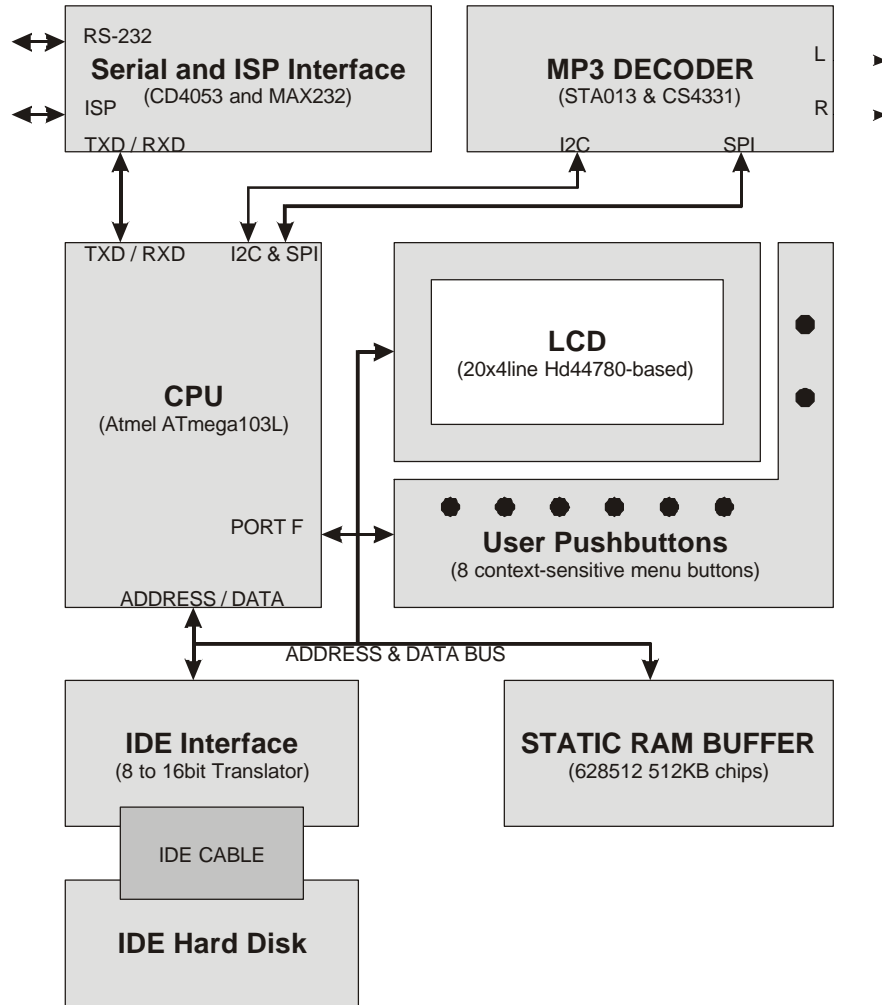 RS-232
Serial and ISP Interface
(CD4053 and MAX232)
ISP
TXD / RXD
MP3 DECODER
(STA013 & CS4331)
L
R
I2C
SPI
TXD / RXD
I2C & SPI
CPU
(Atmel ATmega103L)
PORT F
ADDRESS / DATA
LCD
(20x4line Hd44780-based)
User Pushbuttons
(8 context-sensitive menu buttons)
ADDRESS & DATA BUS
IDE Interface
(8 to 16bit Translator)
STATIC RAM BUFFER
(628512 512KB chips)
IDE CABLE
IDE Hard Disk